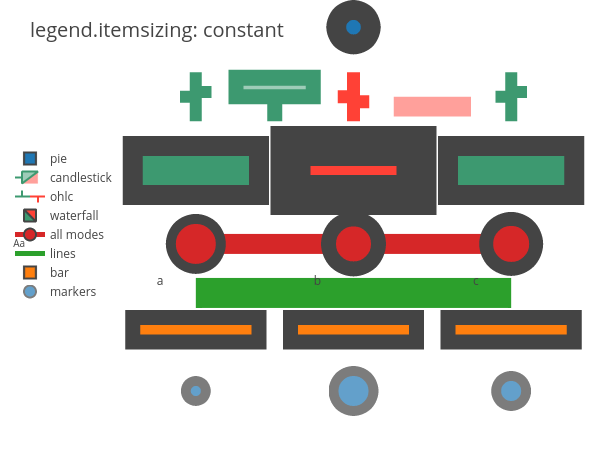 legend.itemsizing: constant
pie
candlestick
ohlc
waterfall
all modes
Aa
lines
bar
markers
a
b
c